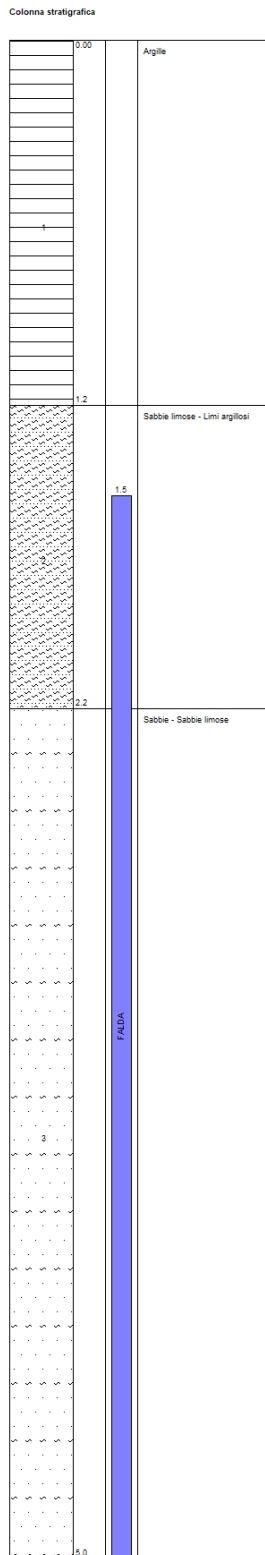 Colonna stratigrafica
0.00
Argille
1
1.2
Sabbie limose - Limi argillosi
1.5
2
2.2
Sabbie - Sabbie limose
FALDA
3
5.0